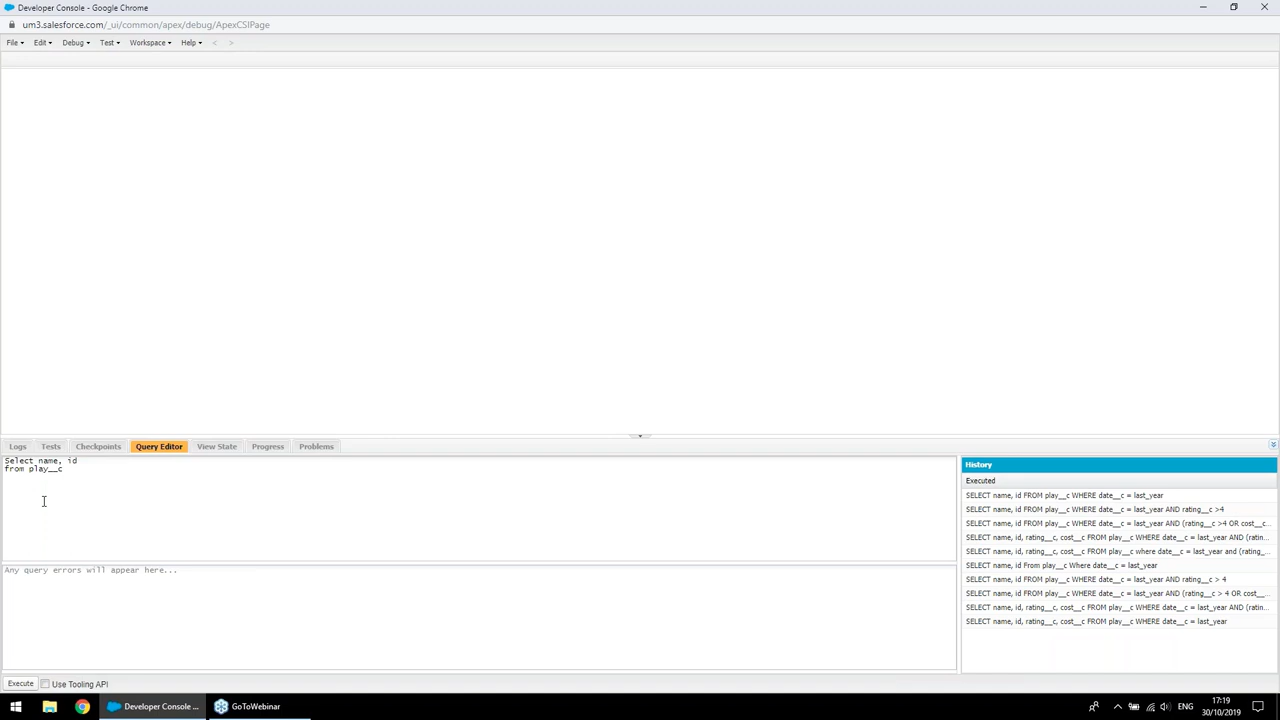 Developer Console - Google Chrome
um3.salesforce.com/_ui/common/apex/debug/ApexCSIPage
File Edit Debug Test Workspace Help < >
Logs Tests Checkpoints Query Editor View State Progress Problems
Select name, id
from play__c
Any query errors will appear here...
History
Executed
SELECT name, id FROM play__c WHERE date__c = last_year
SELECT name, id FROM play__c WHERE date__c = last_year AND rating__c >4
SELECT name, id FROM play__c WHERE date__c = last_year AND (rating__c >4 OR cost__c...
SELECT name, id, rating__c, cost__c FROM play__c WHERE date__c = last_year AND (ratin...
SELECT name, id, rating__c, cost__c FROM play__c where date__c = last_year and (rating_...
SELECT name, id From play__c Where date__c = last_year
SELECT name, id FROM play__c WHERE date__c = last_year AND rating__c > 4
SELECT name, id FROM play__c WHERE date__c = last_year AND (rating__c > 4 OR cost__...
SELECT name, id, rating__c, cost__c FROM play__c WHERE date__c = last_year AND (ratin...
SELECT name, id, rating__c, cost__c FROM play__c WHERE date__c = last_year
Execute Use Tooling API
Developer Console ... GoToWebinar ENG 17:19
30/10/2019